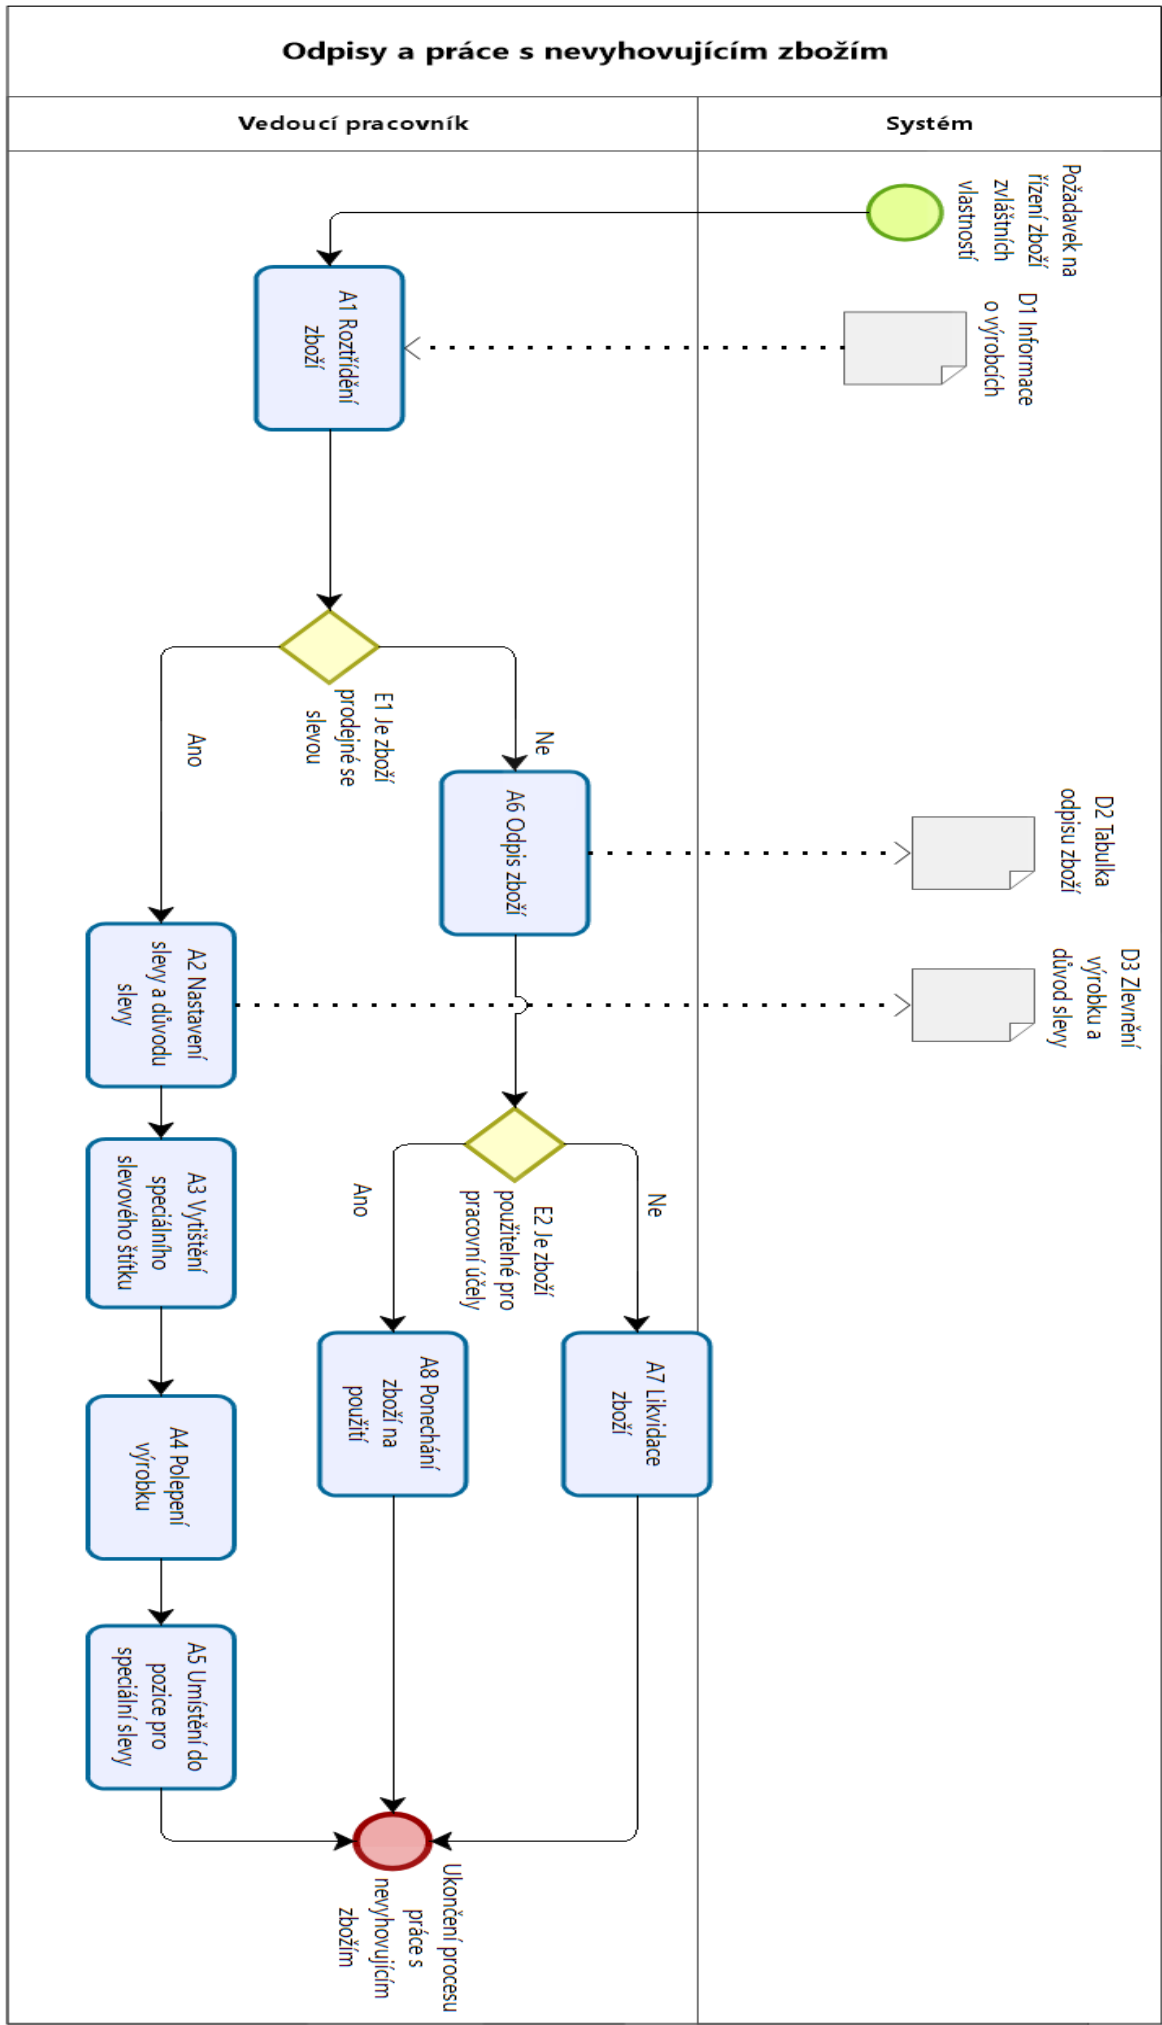 Odpisy a práce s nevyhovujícím zbožím
Vedoucí pracovník
Systém
Požadavek na
řízení zboží
zvláštních
vlastností
D1 Informace
o výrobcích
A1 Roztřídění
zboží
E1 Je zboží
prodejné se
slevou
Ne
Ano
A6 Odpis zboží
D2 Tabulka
odpisu zboží
D3 Zlevnění
výrobku a
důvod slevy
A2 Nastavení
slevy a důvodu
slevy
A3 Vytištění
speciálního
slevového štítku
E2 Je zboží
použitelné pro
pracovní účely
Ne
Ano
A7 Likvidace
zboží
A8 Ponechání
zboží na
použití
A4 Polepení
výrobku
A5 Umístění do
pozice pro
speciální slevy
Ukončení procesu
práce s
nevyhovujícím
zbožím